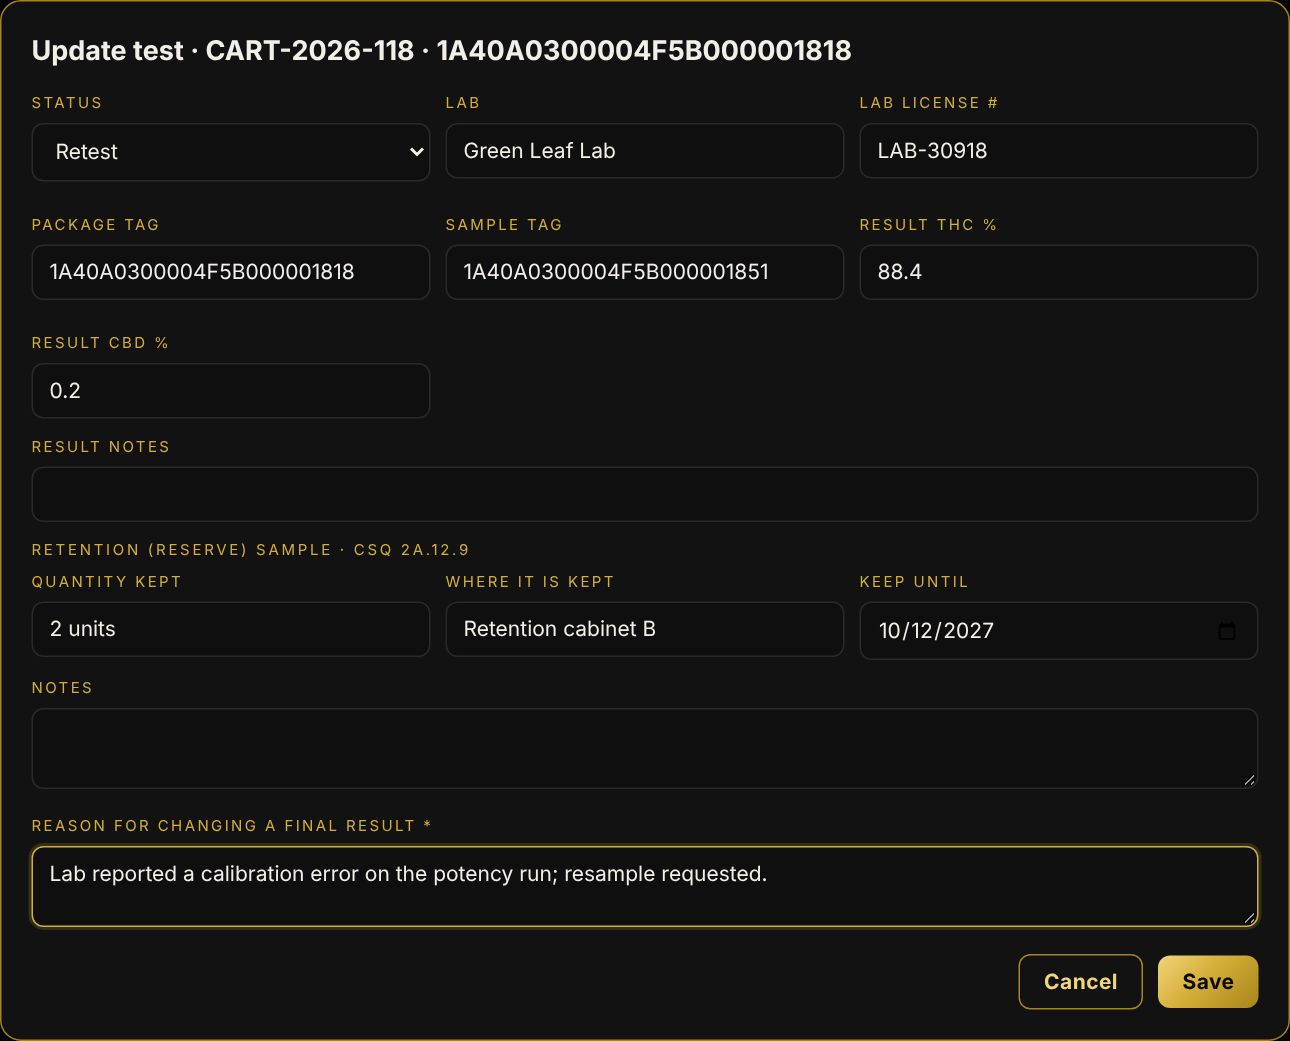 Update test · CART-2026-118 · 1A40A0300004F5B000001818
STATUS
LAB
LAB LICENSE #
Retest
Green Leaf Lab
LAB-30918
PACKAGE TAG
SAMPLE TAG
RESULT THC %
1A40A0300004F5B000001818
1A40A0300004F5B000001851
88.4
RESULT CBD %
0.2
RESULT NOTES
RETENTION (RESERVE) SAMPLE · CSQ 2A.12.9
QUANTITY KEPT
WHERE IT IS KEPT
KEEP UNTIL
2 units
Retention cabinet B
10/12/2027
NOTES
REASON FOR CHANGING A FINAL RESULT *
Lab reported a calibration error on the potency run; resample requested.
Cancel
Save